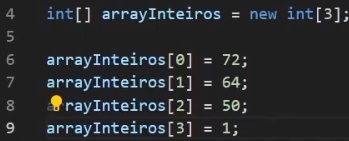 4 int[] arrayInteiros = new int[3];
5
6 arrayInteiros[0] = 72;
7 arrayInteiros[1] = 64;
8 arrayInteiros[2] = 50;
9 arrayInteiros[3] = 1;